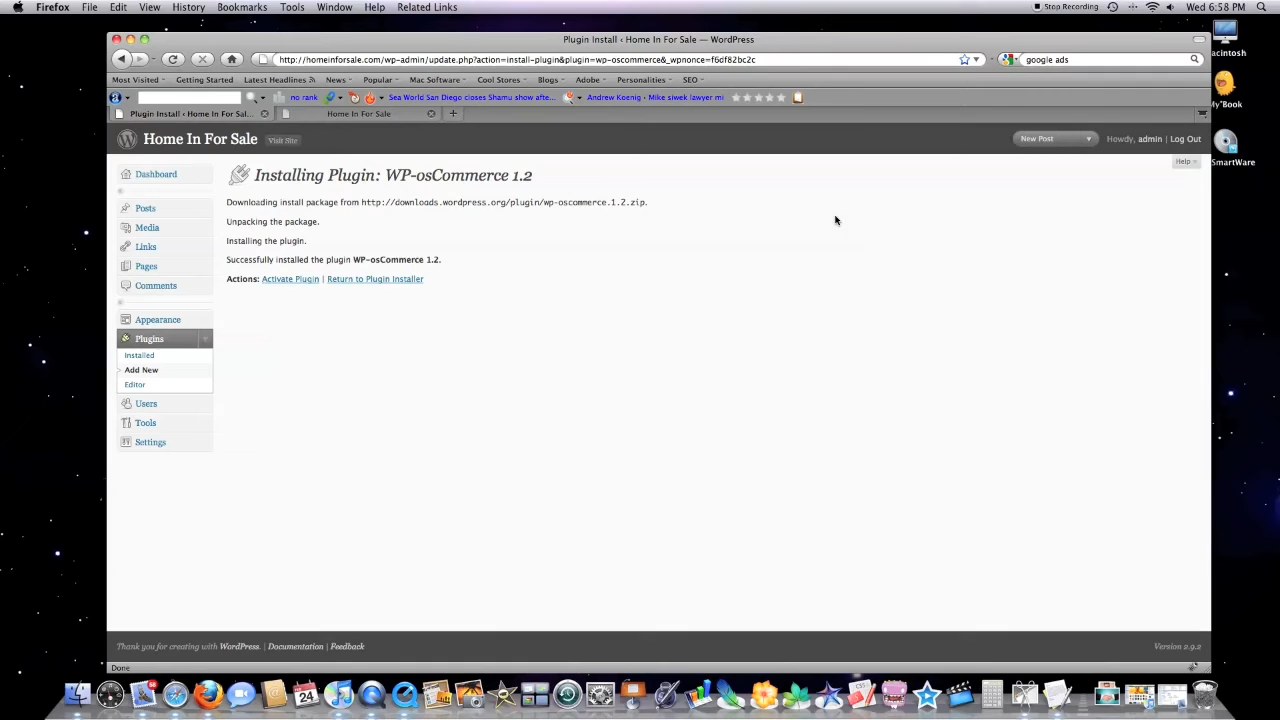 Firefox File Edit View History Bookmarks Tools Window Help Related Links
Stop Recording Wed 6:58 PM
Plugin Install ‹ Home In For Sale — WordPress
http://homeinforsale.com/wp-admin/update.php?action=install-plugin&plugin=wp-oscommerce&_wpnonce=f6df82bc2c
google ads
Most Visited Getting Started Latest Headlines News Popular Mac Software Cool Stores Blogs Adobe Personalities SEO
no rank Sea World San Diego closes Shamu show afte... Andrew Koenig - Mike siwek lawyer mi
Plugin Install ‹ Home In For Sal... Home In For Sale
Home In For Sale Visit Site New Post Howdy, admin | Log Out
Help
Dashboard
Posts
Media
Links
Pages
Comments
Appearance
Plugins
Installed
Add New
Editor
Users
Tools
Settings
Installing Plugin: WP-osCommerce 1.2
Downloading install package from http://downloads.wordpress.org/plugin/wp-oscommerce.1.2.zip.
Unpacking the package.
Installing the plugin.
Successfully installed the plugin WP-osCommerce 1.2.
Actions: Activate Plugin | Return to Plugin Installer
Thank you for creating with WordPress. | Documentation | Feedback
Version 2.9.2
Done
acintosh
My Book
SmartWare
24